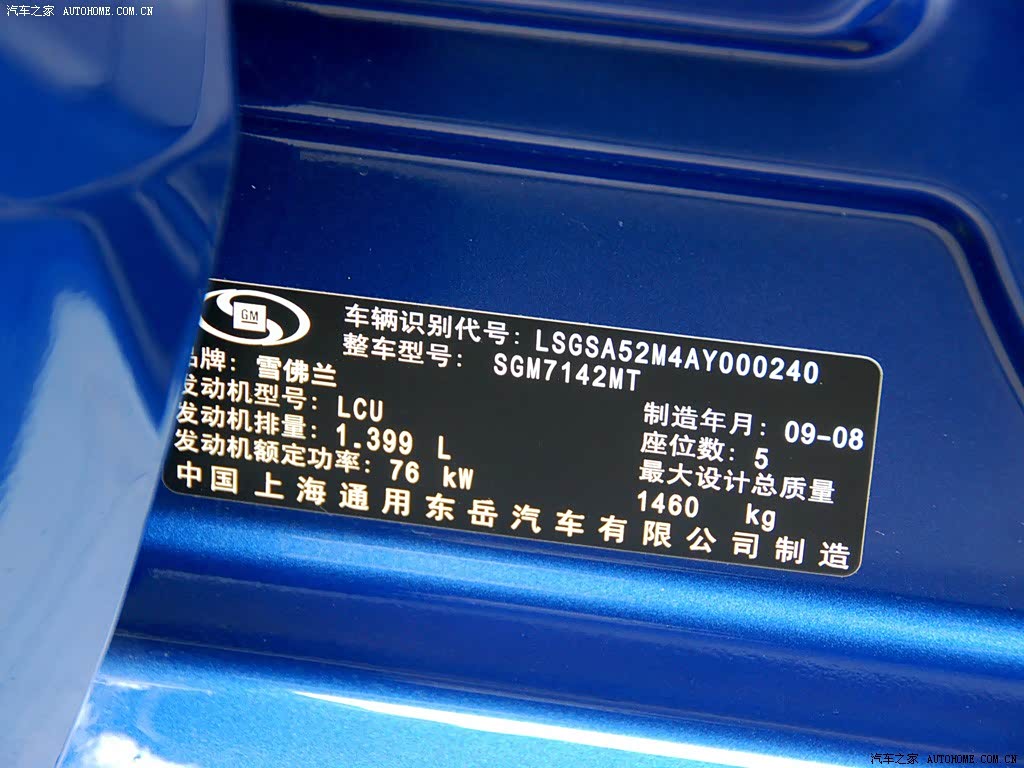 汽车之家 AUTOHOME.COM.CN
GM
车辆识别代号: LSGSA52M4AY000240
整车型号: SGM7142MT
品牌: 雪佛兰
发动机型号: LCU
制造年月: 09-08
发动机排量: 1.399 L
座位数: 5
发动机额定功率: 76 kW
最大设计总质量
1460 kg
中国上海通用东岳汽车有限公司制造
汽车之家 AUTOHOME.COM.CN